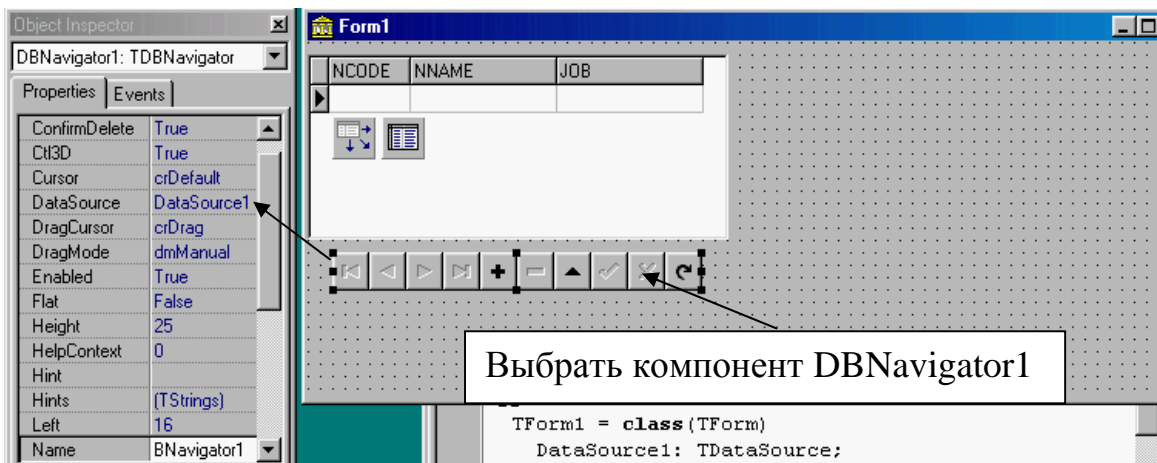 Object Inspector
DBNavigator1: TDBNavigator
Properties Events
ConfirmDelete True
Ctl3D True
Cursor crDefault
DataSource DataSource1
DragCursor crDrag
DragMode dmManual
Enabled True
Flat False
Height 25
HelpContext 0
Hint
Hints (TStrings)
Left 16
Name BNavigator1
Form1
NCODE NNAME JOB
Выбрать компонент DBNavigator1
TForm1 = class(TForm)
DataSource1: TDataSource;